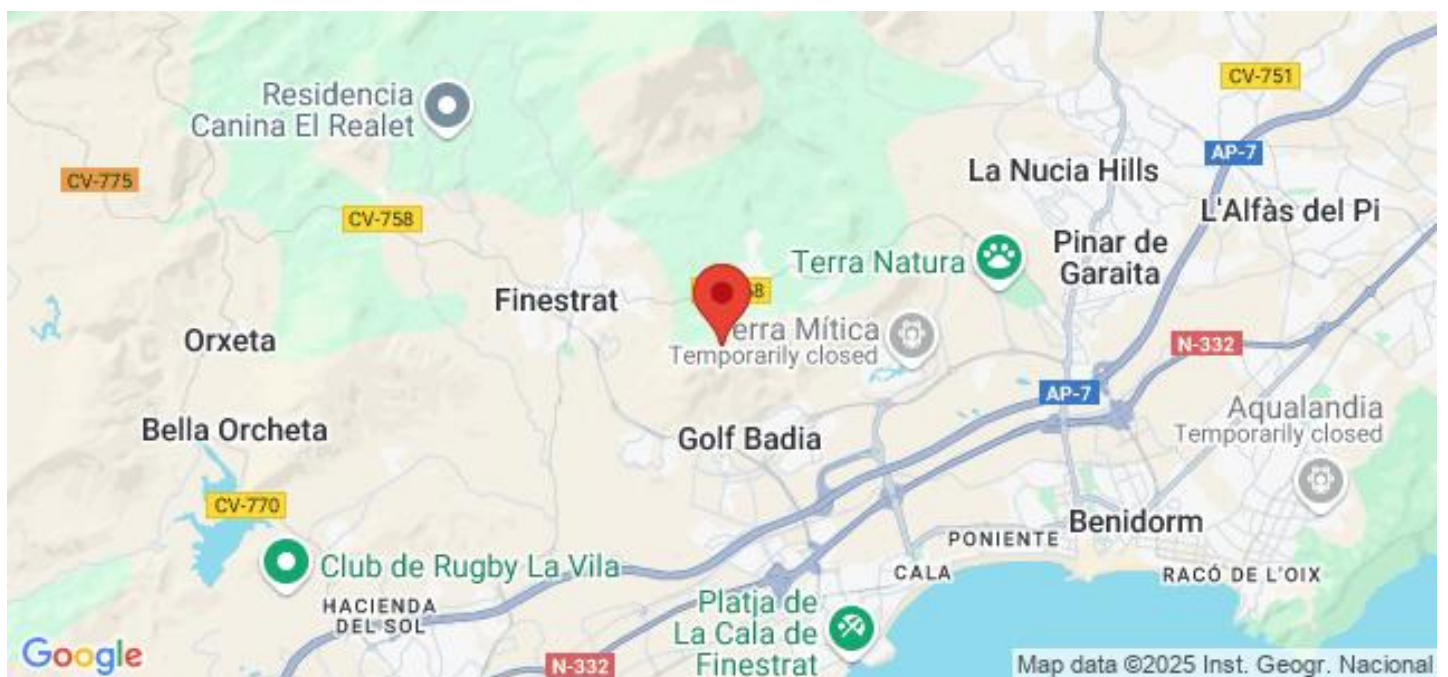 CV-751
Residencia
Canina El Realet
AP-7
La Nucia Hills
CV-775
L'Alfàs del Pi
CV-758
Pinar de
Garaita
Terra Natura
Finestrat
8
erra Mítica
Temporarily closed
Orxeta
N-332
AP-7
Aqualandia
Temporarily closed
Bella Orcheta
Golf Badia
CV-770
Benidorm
PONIENTE
CALA
RACÓ DE L'OIX
Club de Rugby La Vila
HACIENDA
DEL SOL
Platja de
La Cala de
Finestrat
N-332
Google
Map data ©2025 Inst. Geogr. Nacional